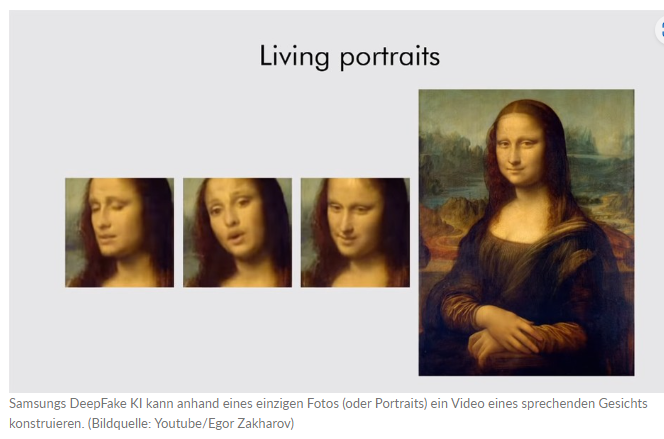 Living portraits
Samsungs DeepFake KI kann anhand eines einzigen Fotos (oder Portraits) ein Video eines sprechenden Gesichts
konstruieren. (Bildquelle: Youtube/Egor Zakharov)